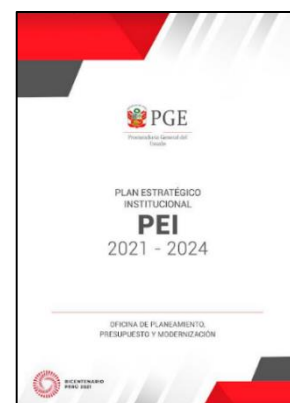 PGE
Procuraduría General del
Estado
PLAN ESTRATÉGICO
INSTITUCIONAL
PEI
2021 - 2024
OFICINA DE PLANEAMIENTO,
PRESUPUESTO Y MODERNIZACIÓN
BICENTENARIO
PERÚ 2021